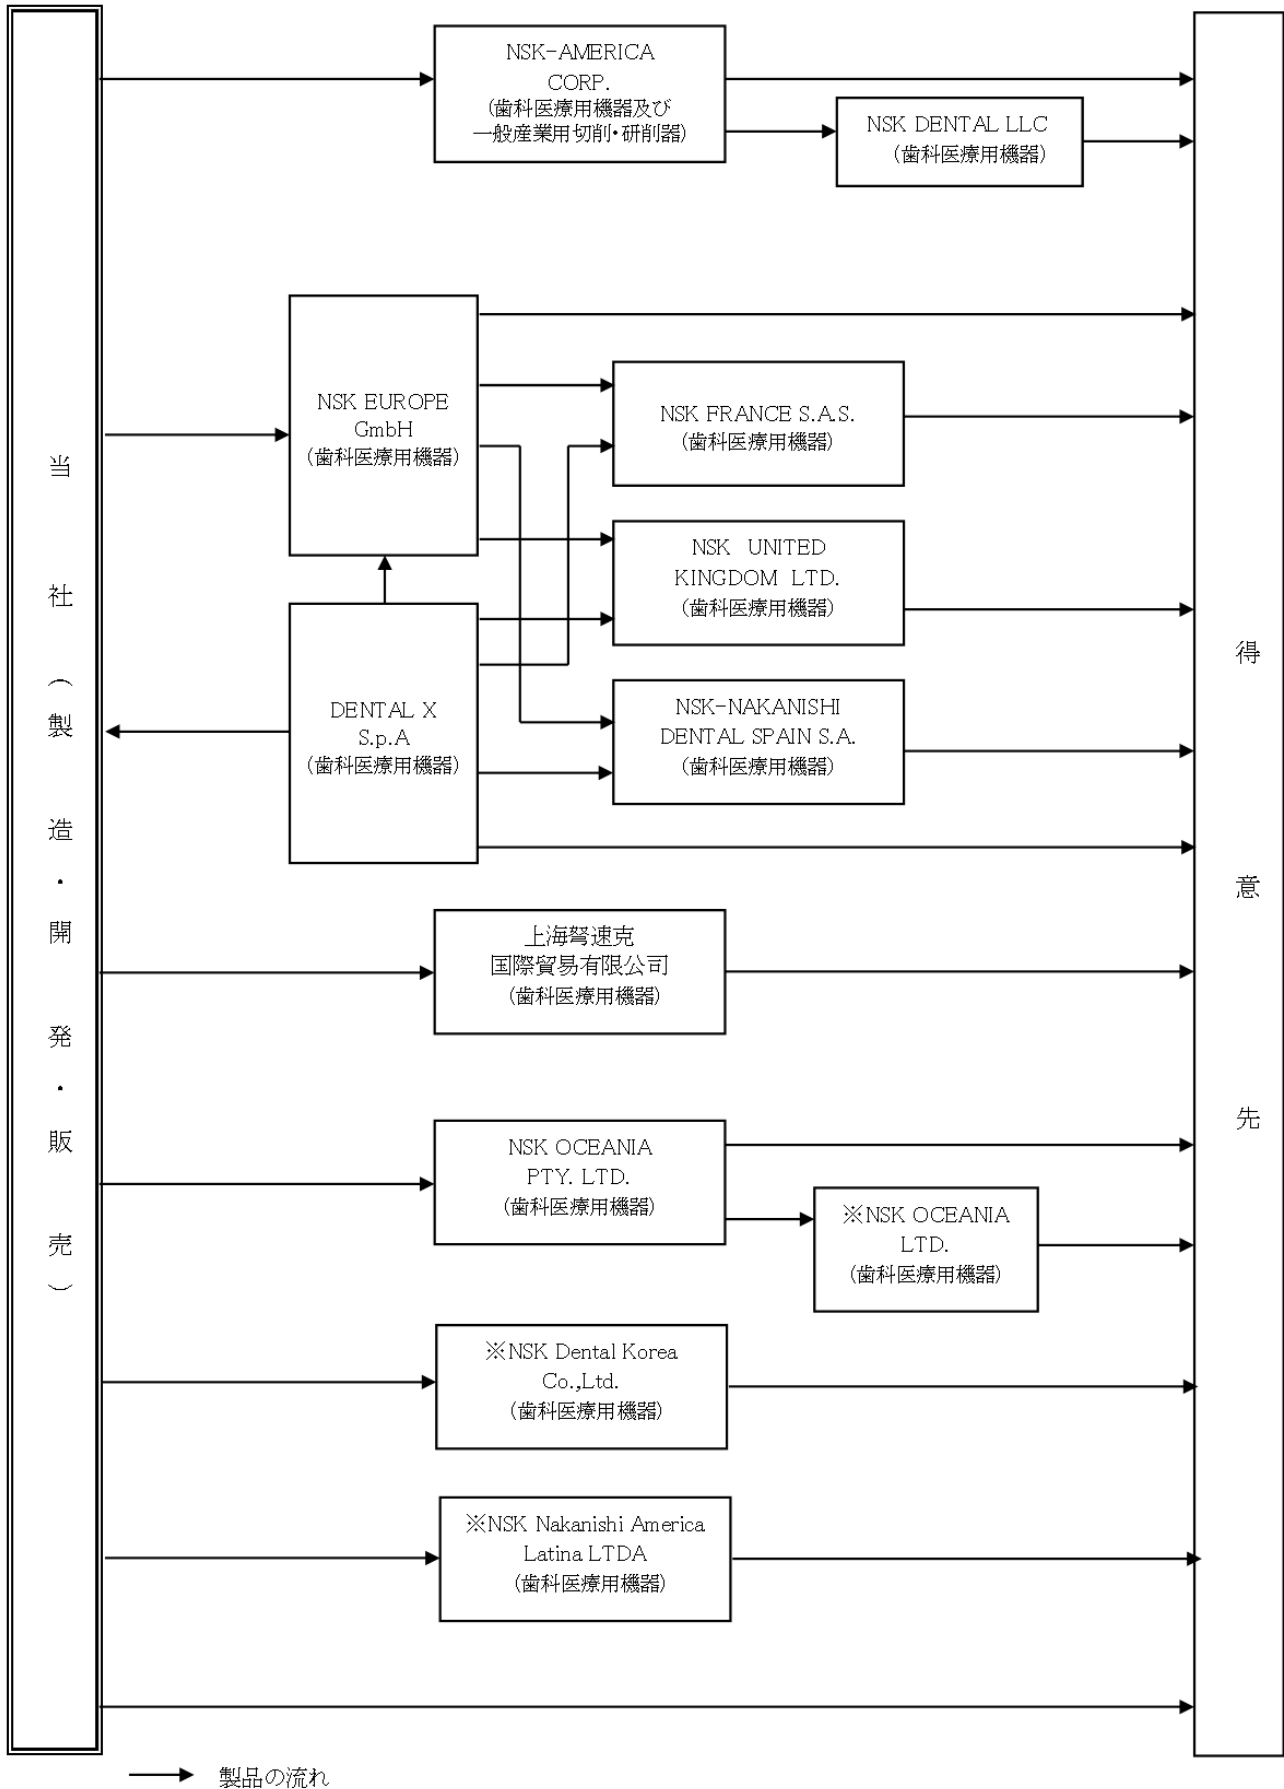 当社（製造・開発・販売）
NSK-AMERICA
CORP.
(歯科医療用機器及び
一般産業用切削・研削器)
NSK DENTAL LLC
(歯科医療用機器)
NSK EUROPE
GmbH
(歯科医療用機器)
NSK FRANCE S.A.S.
(歯科医療用機器)
NSK UNITED
KINGDOM LTD.
(歯科医療用機器)
DENTAL X
S.p.A
(歯科医療用機器)
NSK-NAKANISHI
DENTAL SPAIN S.A.
(歯科医療用機器)
上海弩速克
国際貿易有限公司
(歯科医療用機器)
NSK OCEANIA
PTY. LTD.
(歯科医療用機器)
※NSK OCEANIA
LTD.
(歯科医療用機器)
※NSK Dental Korea
Co.,Ltd.
(歯科医療用機器)
※NSK Nakanishi America
Latina LTDA
(歯科医療用機器)
得意先
製品の流れ